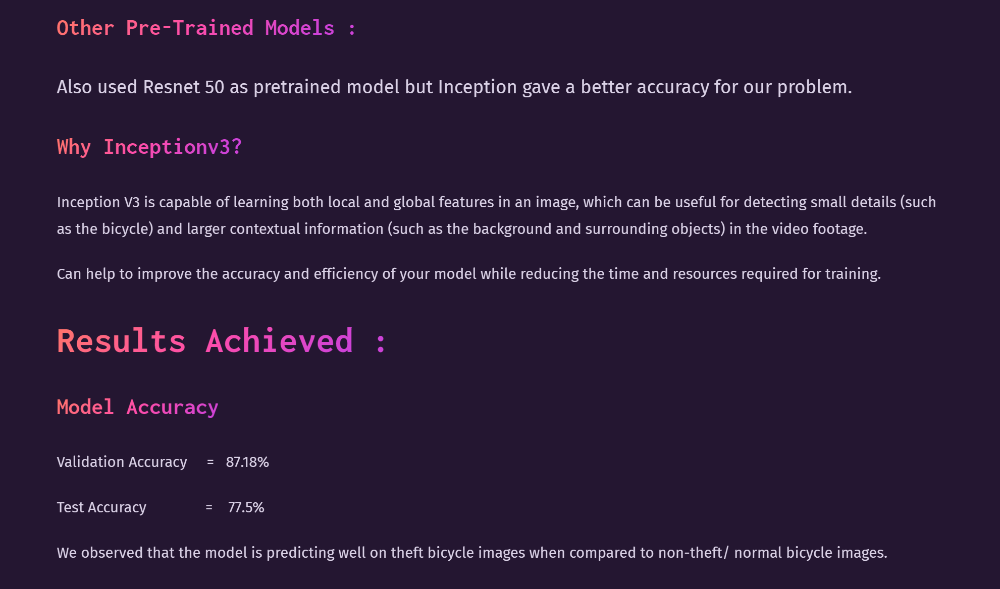 Other Pre-Trained Models :
Also used Resnet 50 as pretrained model but Inception gave a better accuracy for our problem.
Why Inceptionv3?
Inception V3 is capable of learning both local and global features in an image, which can be useful for detecting small details (such
as the bicycle) and larger contextual information (such as the background and surrounding objects) in the video footage.
Can help to improve the accuracy and efficiency of your model while reducing the time and resources required for training.
Results Achieved :
Model Accuracy
Validation Accuracy = 87.18%
Test Accuracy = 77.5%
We observed that the model is predicting well on theft bicycle images when compared to non-theft/ normal bicycle images.